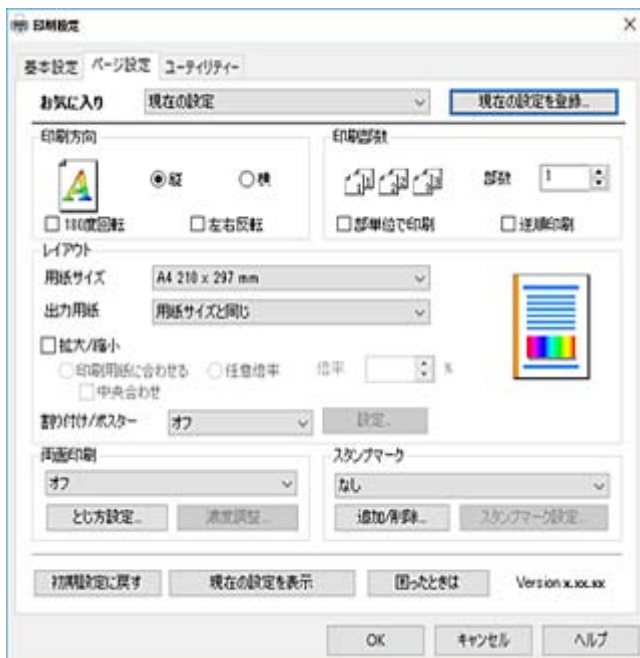 印刷設定
基本設定 ページ設定 ユーティリティー
お気に入り 現在の設定 現在の設定を登録...
印刷方向 印刷部数
縦 横 部数 1
180度回転 左右反転 部単位で印刷 逆順印刷
レイアウト
用紙サイズ A4 210 x 297 mm
出力用紙 用紙サイズと同じ
拡大/縮小
印刷用紙に合わせる 任意倍率 倍率 %
中央合わせ
割り付け/ポスター オフ 設定...
両面印刷 スタンプマーク
オフ なし
とじ方設定... 濃度調整... 追加/削除... スタンプマーク設定...
初期設定に戻す 現在の設定を表示 困ったときは Version x.xx.xx
OK キャンセル ヘルプ